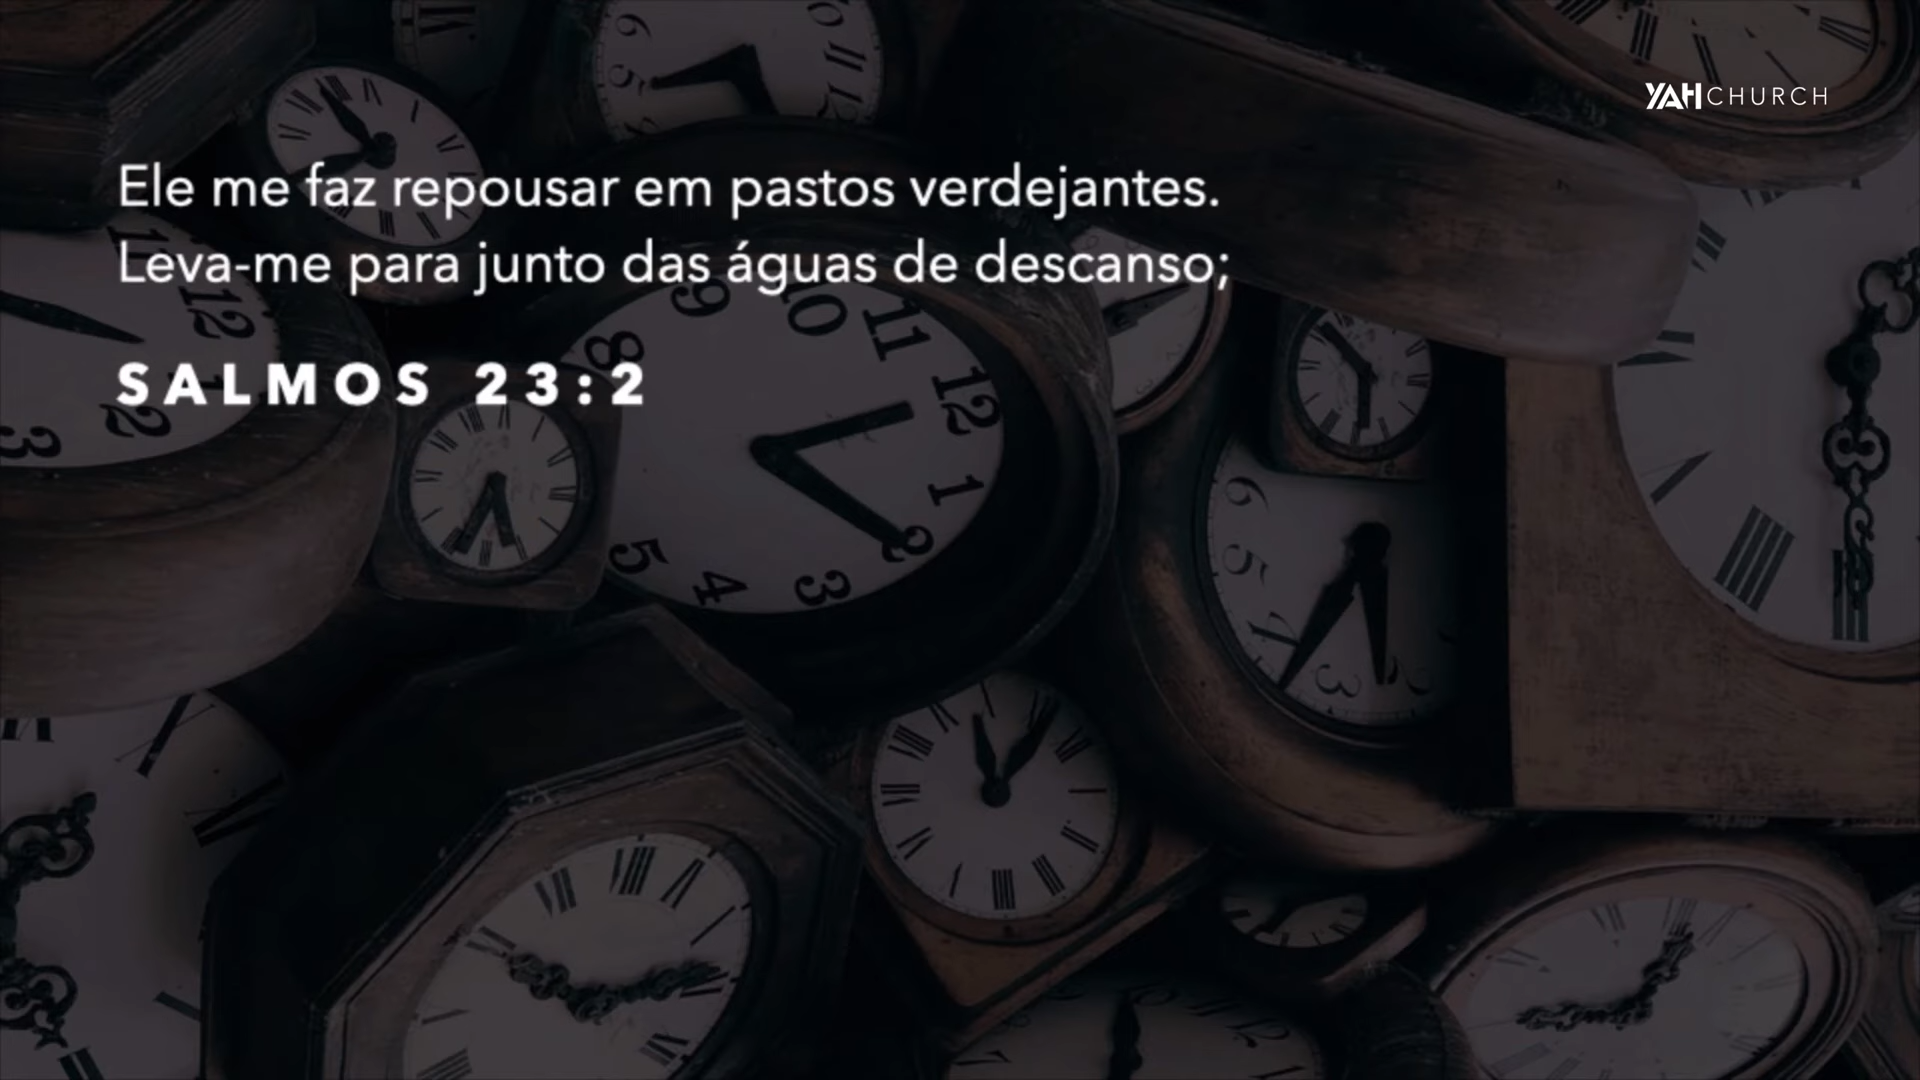 YAH CHURCH
Ele me faz repousar em pastos verdejantes.
Leva-me para junto das águas de descanso;
SALMOS 23:2